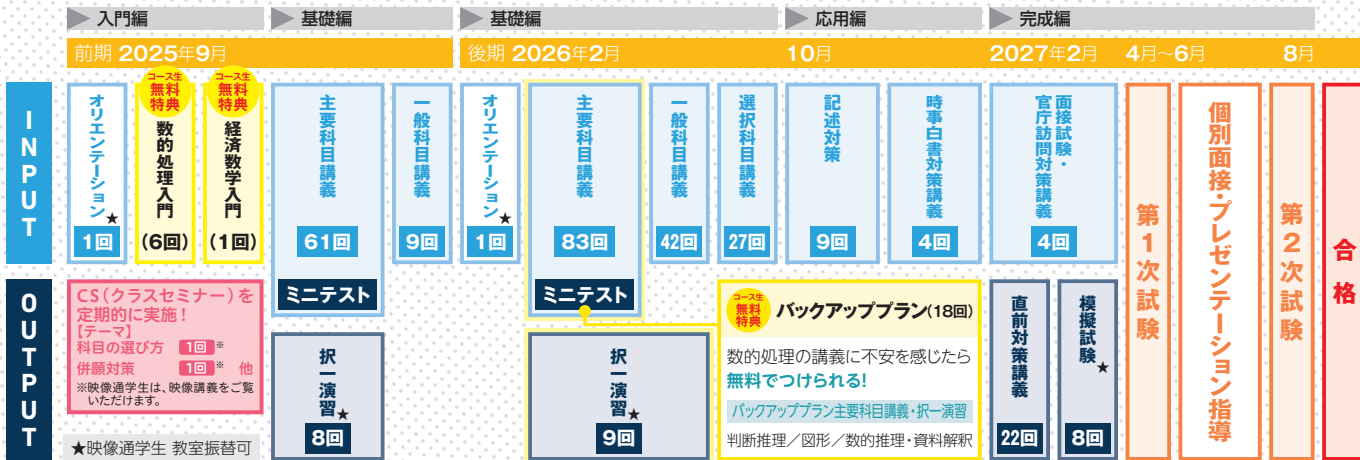 ▶ 入門編
▶ 基礎編
▶ 基礎編
▶ 応用編
▶ 完成編
前期 2025年9月
後期 2026年2月
10月
2027年2月
4月～6月
8月
INPUT
オリエンテーション★
1回
コース生
無料
特典
数的処理入門
(6回)
コース生
無料
特典
経済数学入門
(1回)
主要科目講義
61回
ミニテスト
一般科目講義
9回
オリエンテーション★
1回
主要科目講義
83回
ミニテスト
一般科目講義
42回
選択科目講義
27回
記述対策
9回
時事白書対策講義
4回
面接試験・
官庁訪問対策講義
4回
第1次試験
個別面接・プレゼンテーション指導
第2次試験
合格
OUTPUT
CS(クラスセミナー)を
定期的に実施！
【テーマ】
科目の選び方 1回※
併願対策 1回※ 他
※映像通学生は、映像講義をご覧
いただけます。
★映像通学生 教室振替可
択一演習★
8回
択一演習★
9回
コース生
無料
特典
バックアッププラン(18回)
数的処理の講義に不安を感じたら
無料でつけられる!
バックアッププラン主要科目講義・択一演習
判断推理／図形／数的推理・資料解釈
直前対策講義
22回
模擬試験★
8回